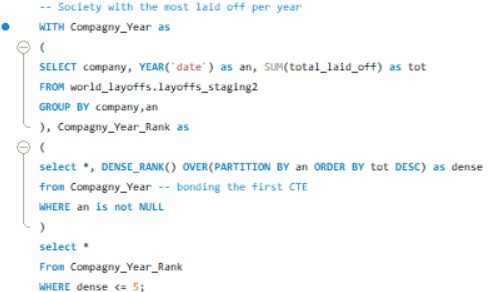 -- Society with the most laid off per year
WITH Compagny_Year as
(
SELECT company, YEAR(`date`) as an, SUM(total_laid_off) as tot
FROM world_layoffs.layoffs_staging2
GROUP BY company,an
), Compagny_Year_Rank as
(
select *, DENSE_RANK() OVER(PARTITION BY an ORDER BY tot DESC) as dense
from Compagny_Year -- bonding the first CTE
WHERE an is not NULL
)
select *
From Compagny_Year_Rank
WHERE dense <= 5;